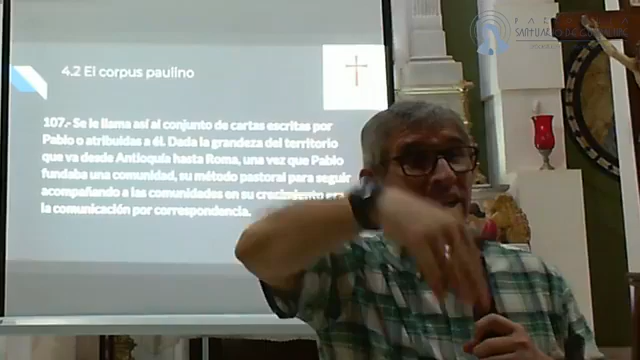 PARROQUIA
4.2 El corpus paulino
107.- Se le llama así al conjunto de cartas escritas por
Pablo o atribuidas a él. Dada la grandeza del territorio
que va desde Antioquía hasta Roma, una vez que Pablo
fundaba una comunidad, su método pastoral para seguir
acompañando a las comunidades en su crecimiento
la comunicación por correspondencia.